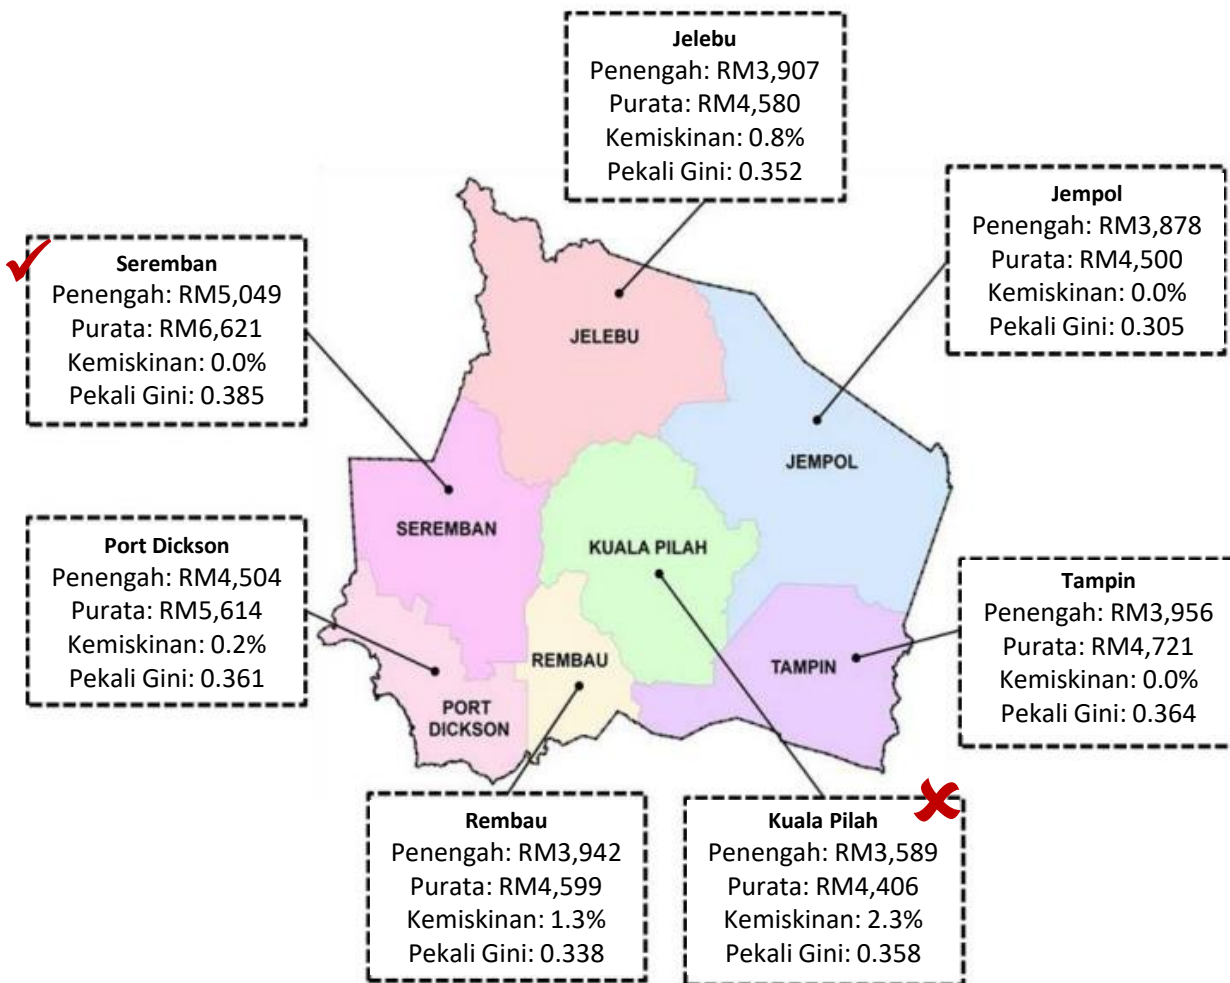 Jelebu
Penengah: RM3,907
Purata: RM4,580
Kemiskinan: 0.8%
Pekali Gini: 0.352
Jempol
Penengah: RM3,878
Purata: RM4,500
Kemiskinan: 0.0%
Pekali Gini: 0.305
Seremban
Penengah: RM5,049
Purata: RM6,621
Kemiskinan: 0.0%
Pekali Gini: 0.385
JELEBU
JEMPOL
SEREMBAN
KUALA PILAH
REMBAU
TAMPIN
PORT
DICKSON
Port Dickson
Penengah: RM4,504
Purata: RM5,614
Kemiskinan: 0.2%
Pekali Gini: 0.361
Tampin
Penengah: RM3,956
Purata: RM4,721
Kemiskinan: 0.0%
Pekali Gini: 0.364
Rembau
Penengah: RM3,942
Purata: RM4,599
Kemiskinan: 1.3%
Pekali Gini: 0.338
Kuala Pilah
Penengah: RM3,589
Purata: RM4,406
Kemiskinan: 2.3%
Pekali Gini: 0.358